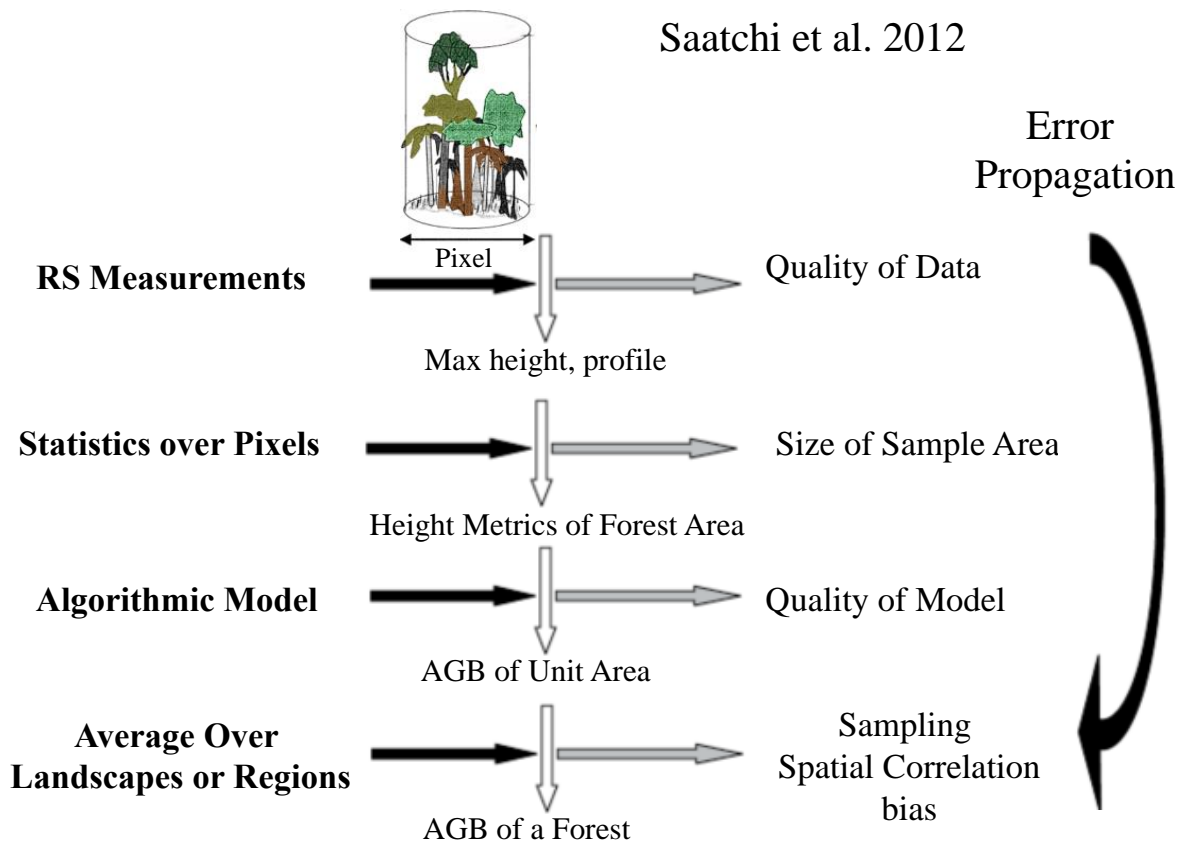 Saatchi et al. 2012
Error
Propagation
Pixel
RS Measurements
Quality of Data
Max height, profile
Statistics over Pixels
Size of Sample Area
Height Metrics of Forest Area
Algorithmic Model
Quality of Model
AGB of Unit Area
Average Over
Landscapes or Regions
Sampling
Spatial Correlation
bias
AGB of a Forest